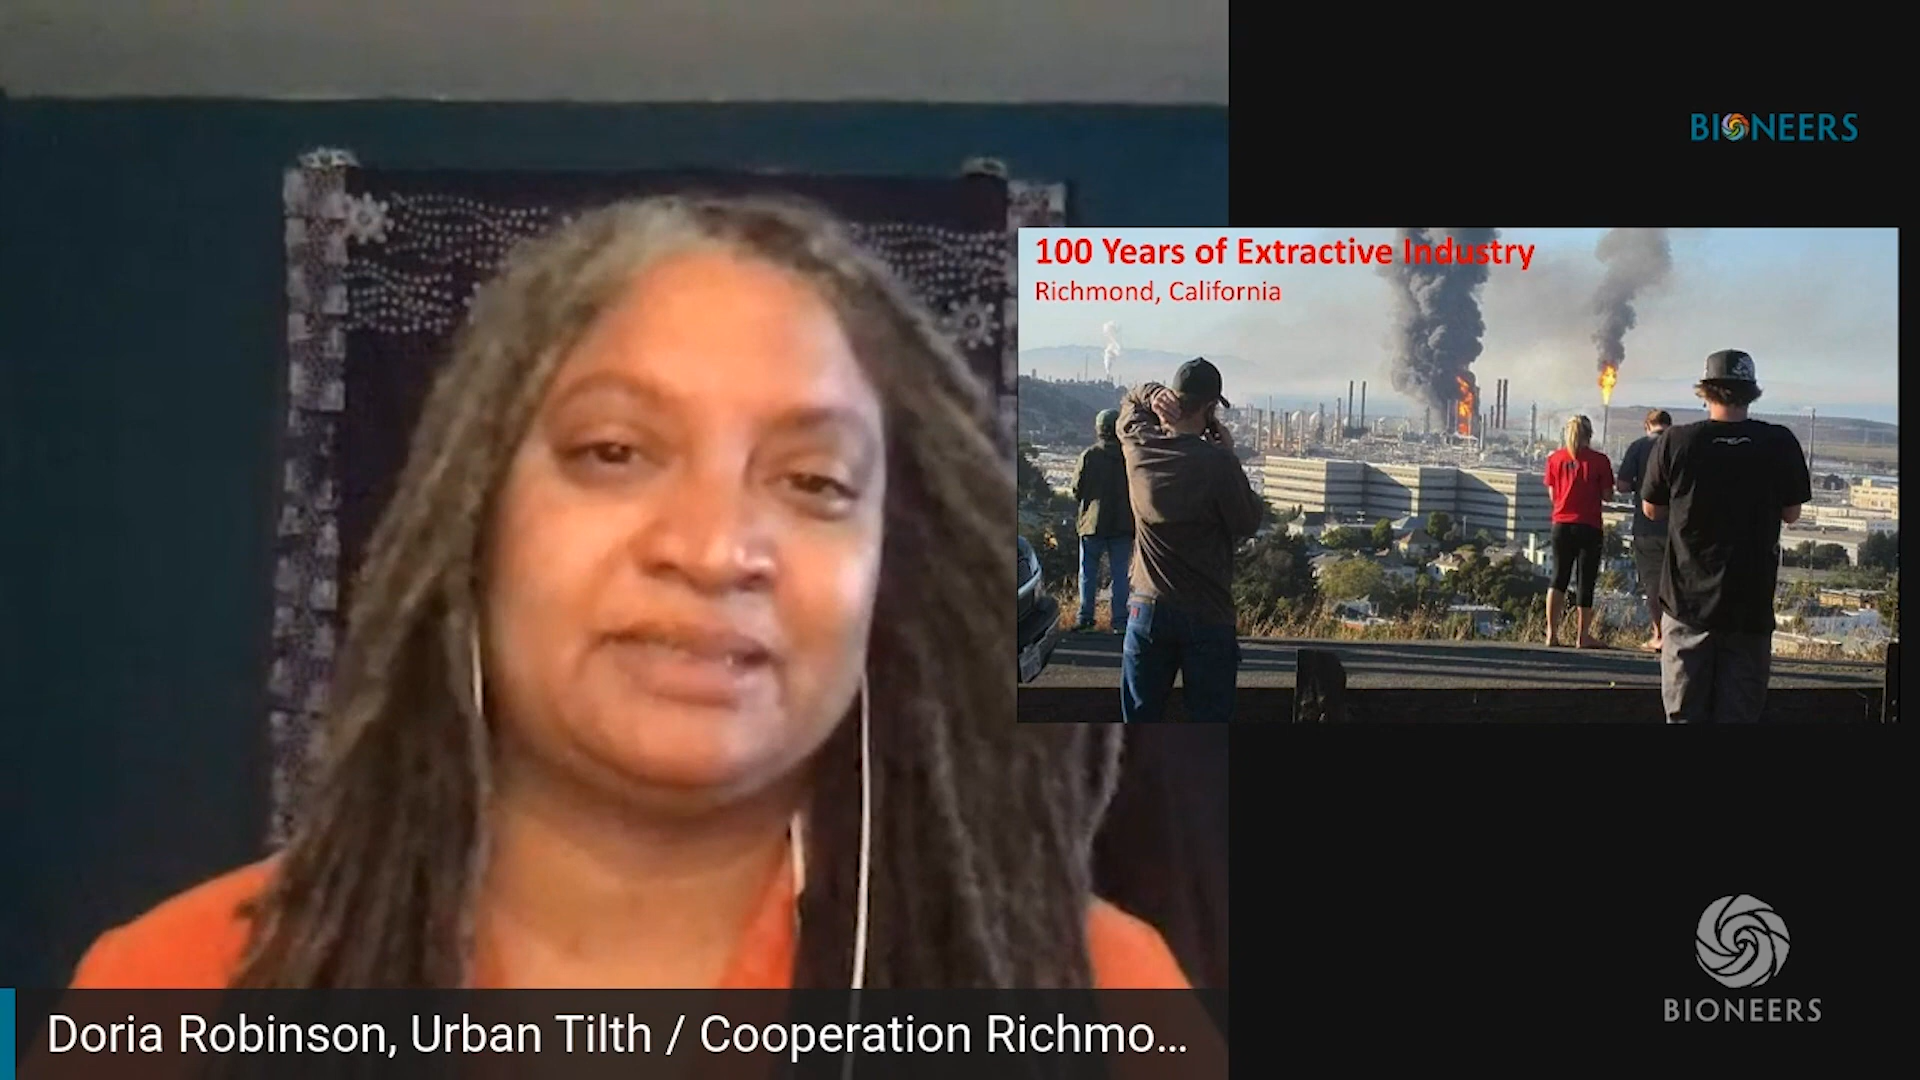 BIONEERS
100 Years of Extractive Industry
Richmond, California
BIONEERS
Doria Robinson, Urban Tilth / Cooperation Richmo...